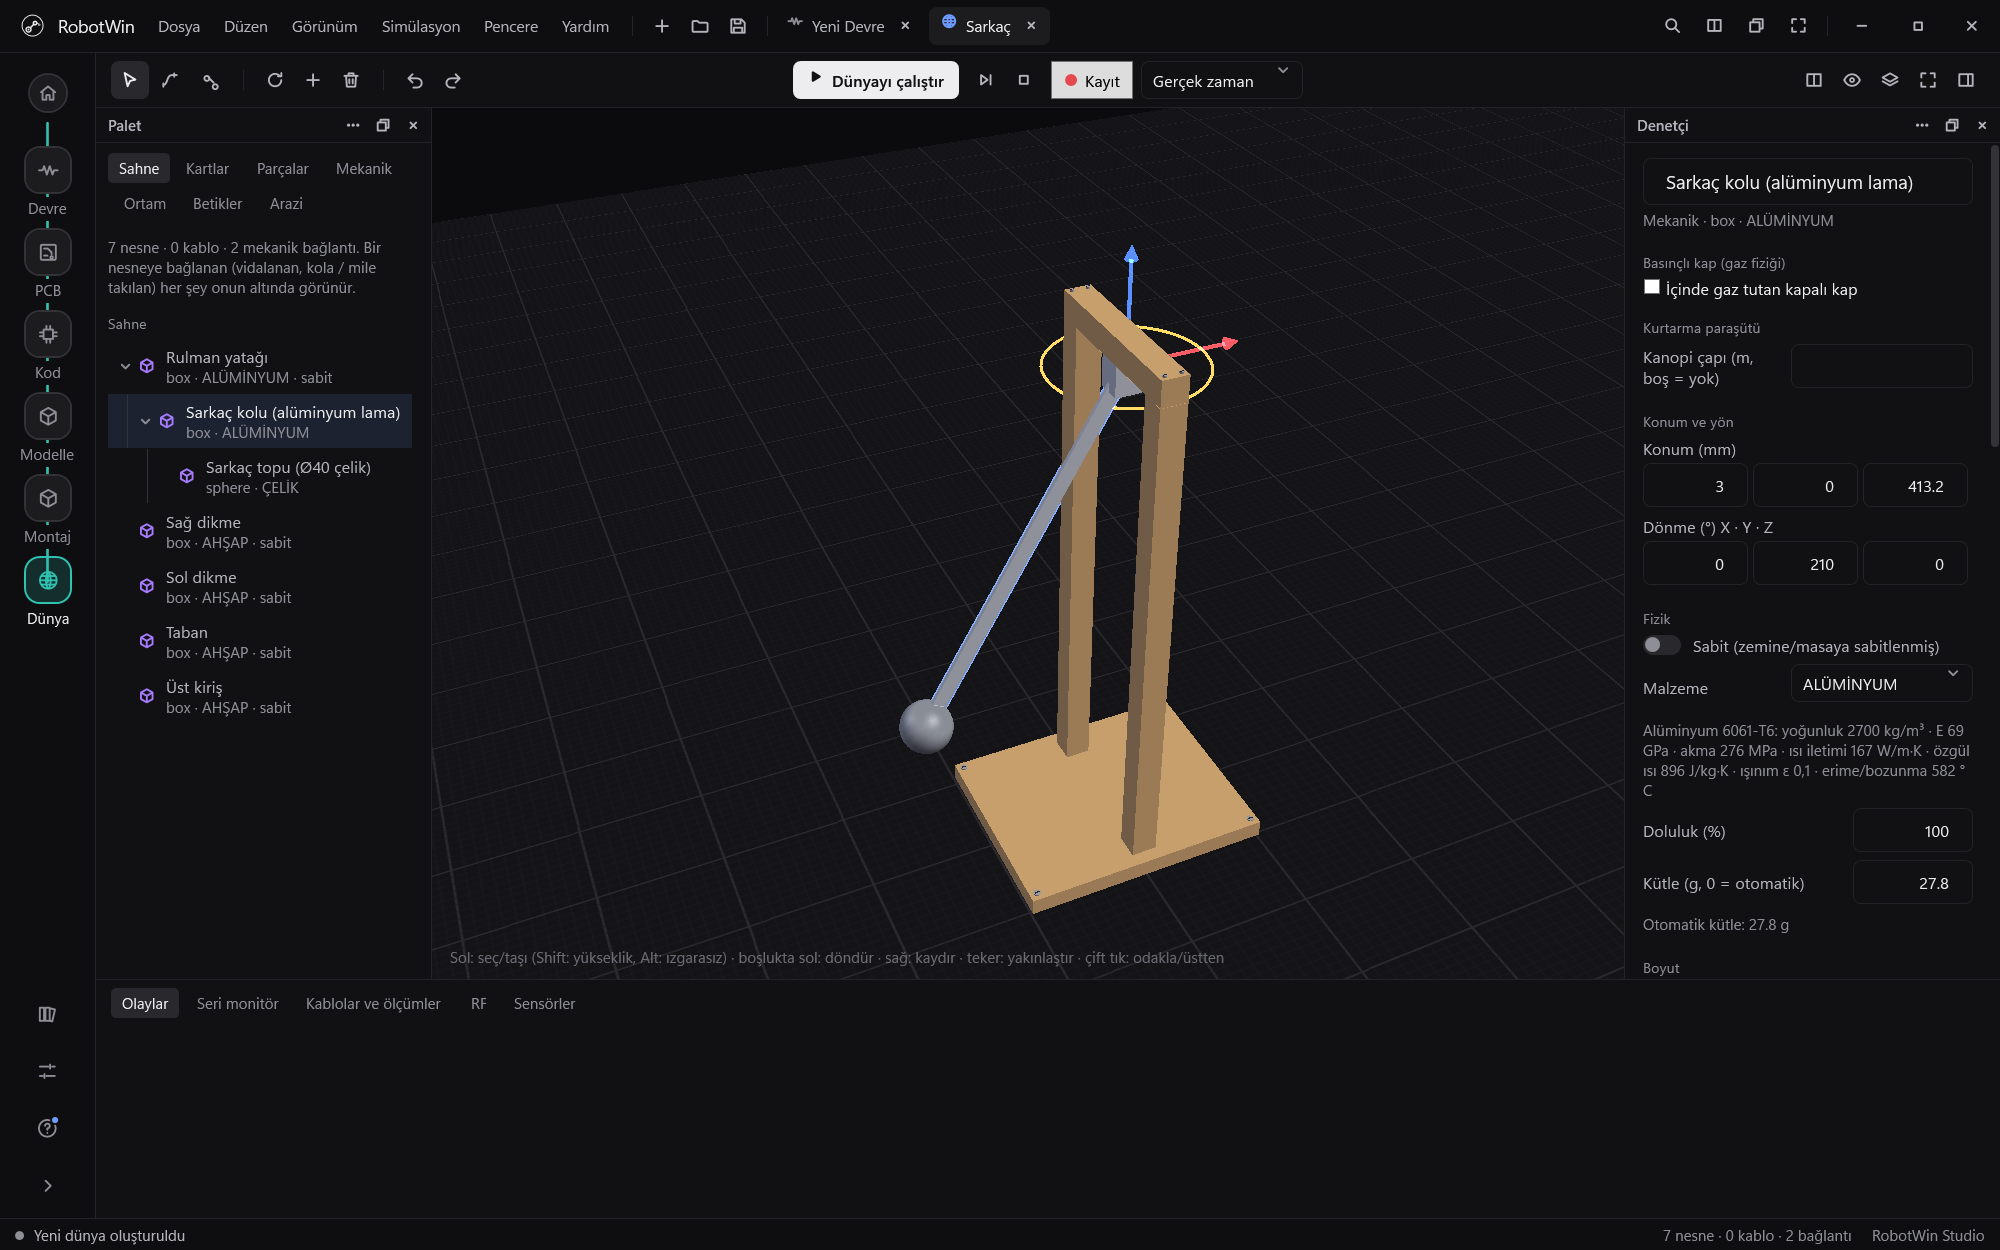 RobotWin Dosya Düzen Görünüm Simülasyon Pencere Yardım Yeni Devre Sarkaç
Dünyayı çalıştır Kayıt Gerçek zaman
Devre
PCB
Kod
Modelle
Montaj
Dünya
Palet
Sahne Kartlar Parçalar Mekanik
Ortam Betikler Arazi
7 nesne · 0 kablo · 2 mekanik bağlantı. Bir
nesneye bağlanan (vidalanan, kola / mile
takılan) her şey onun altında görünür.
Sahne
Rulman yatağı
box · ALÜMİNYUM · sabit
Sarkaç kolu (alüminyum lama)
box · ALÜMİNYUM
Sarkaç topu (Ø40 çelik)
sphere · ÇELİK
Sağ dikme
box · AHŞAP · sabit
Sol dikme
box · AHŞAP · sabit
Taban
box · AHŞAP · sabit
Üst kiriş
box · AHŞAP · sabit
Sol: seç/taşı (Shift: yükseklik, Alt: ızgarasız) · boşlukta sol: döndür · sağ: kaydır · teker: yakınlaştır · çift tık: odakla/üstten
Denetçi
Sarkaç kolu (alüminyum lama)
Mekanik · box · ALÜMİNYUM
Basınçlı kap (gaz fiziği)
İçinde gaz tutan kapalı kap
Kurtarma paraşütü
Kanopi çapı (m,
boş = yok)
Konum ve yön
Konum (mm)
3 0 413.2
Dönme (°) X · Y · Z
0 210 0
Fizik
Sabit (zemine/masaya sabitlenmiş)
Malzeme ALÜMİNYUM
Alüminyum 6061-T6: yoğunluk 2700 kg/m³ · E 69
GPa · akma 276 MPa · ısı iletimi 167 W/m·K · özgül
ısı 896 J/kg·K · ışınım ε 0,1 · erime/bozunma 582 °
C
Doluluk (%) 100
Kütle (g, 0 = otomatik) 27.8
Otomatik kütle: 27.8 g
Boyut
Olaylar Seri monitör Kablolar ve ölçümler RF Sensörler
Yeni dünya oluşturuldu
7 nesne · 0 kablo · 2 bağlantı RobotWin Studio